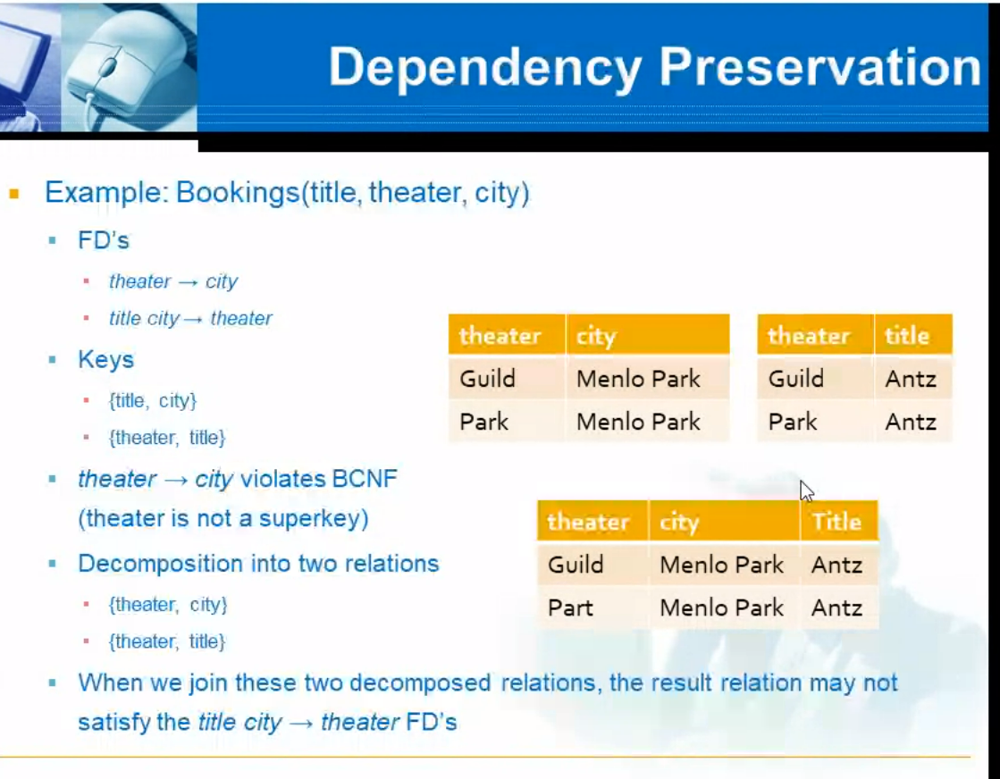 Dependency Preservation
Example: Bookings(title, theater, city)
FD's
theater → city
title city → theater
Keys
{title, city}
{theater, title}
theater → city violates BCNF
(theater is not a superkey)
Decomposition into two relations
{theater, city}
{theater, title}
When we join these two decomposed relations, the result relation may not
satisfy the title city → theater FD's
theater city
Guild Menlo Park
Park Menlo Park
theater title
Guild Antz
Park Antz
theater city Title
Guild Menlo Park Antz
Part Menlo Park Antz